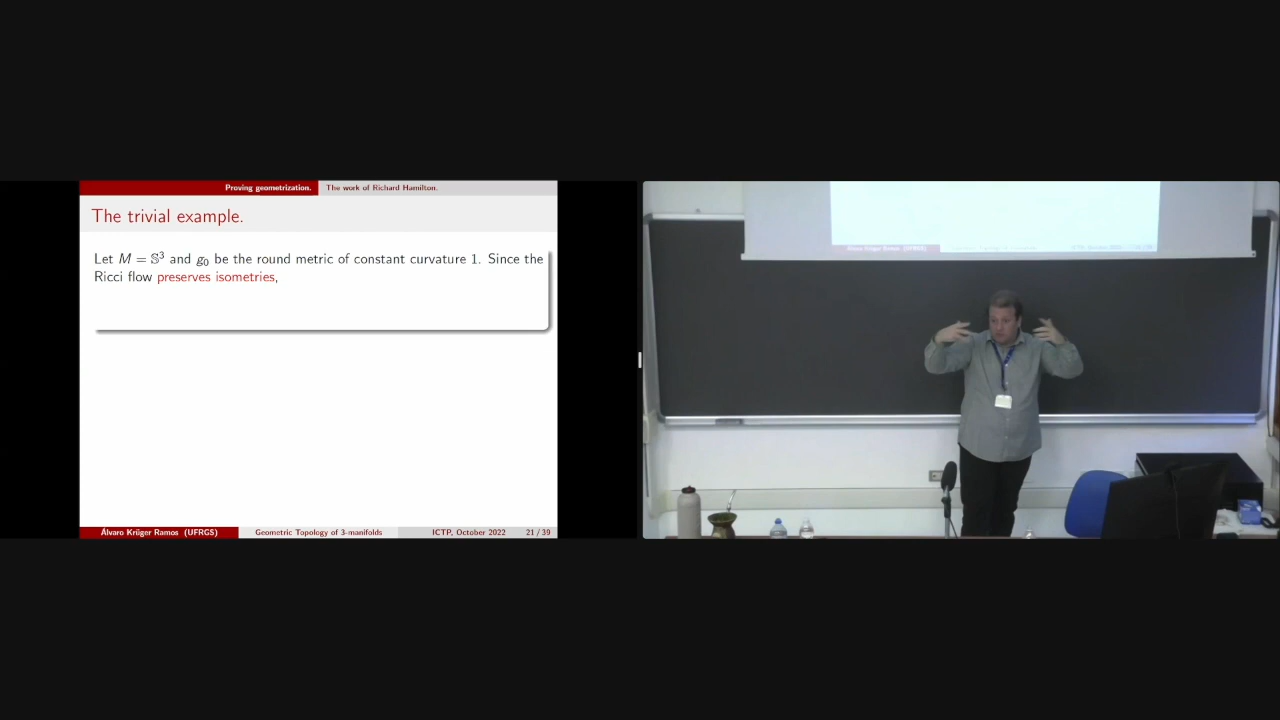 Proving geometrization. The work of Richard Hamilton.
The trivial example.
Let M = 𝕊³ and g₀ be the round metric of constant curvature 1. Since the
Ricci flow preserves isometries,
Álvaro Krüger Ramos (UFRGS) Geometric Topology of 3-manifolds ICTP, October 2022 21 / 39